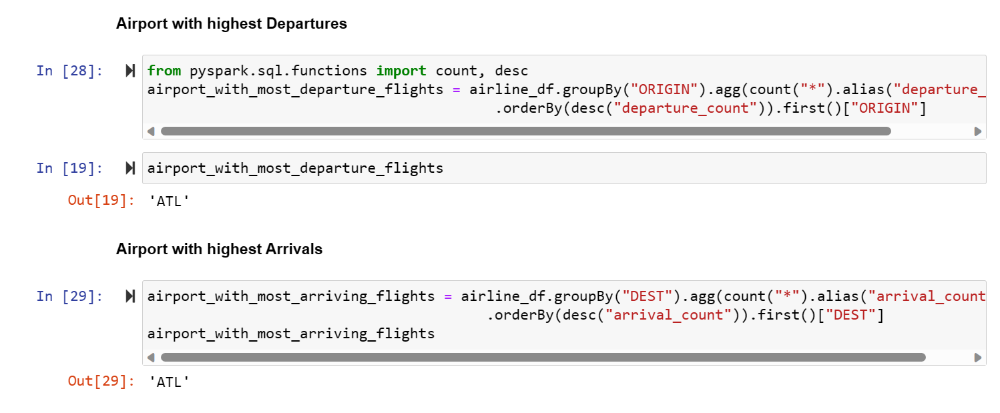 Airport with highest Departures
In [28]:
from pyspark.sql.functions import count, desc
airport_with_most_departure_flights = airline_df.groupBy("ORIGIN").agg(count("*").alias("departure_
.orderBy(desc("departure_count")).first()["ORIGIN"]
In [19]:
airport_with_most_departure_flights
Out[19]: 'ATL'
Airport with highest Arrivals
In [29]:
airport_with_most_arriving_flights = airline_df.groupBy("DEST").agg(count("*").alias("arrival_count
.orderBy(desc("arrival_count")).first()["DEST"]
airport_with_most_arriving_flights
Out[29]: 'ATL'